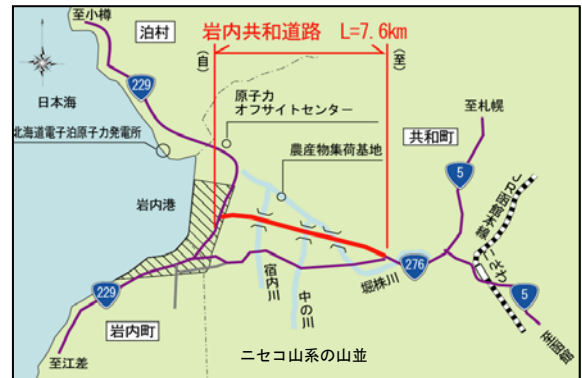 至小樽
泊村
岩内共和道路 L=7.6km
(自)
(至)
229
日本海
原子力
オフサイトセンター
至札幌
北海道電子泊原子力発電所
共和町
農産物集荷基地
5
JR函館本線
岩内港
こざわ
宿内川
中の川
堀株川
276
229
5
岩内町
至函館
至江差
ニセコ山系の山並